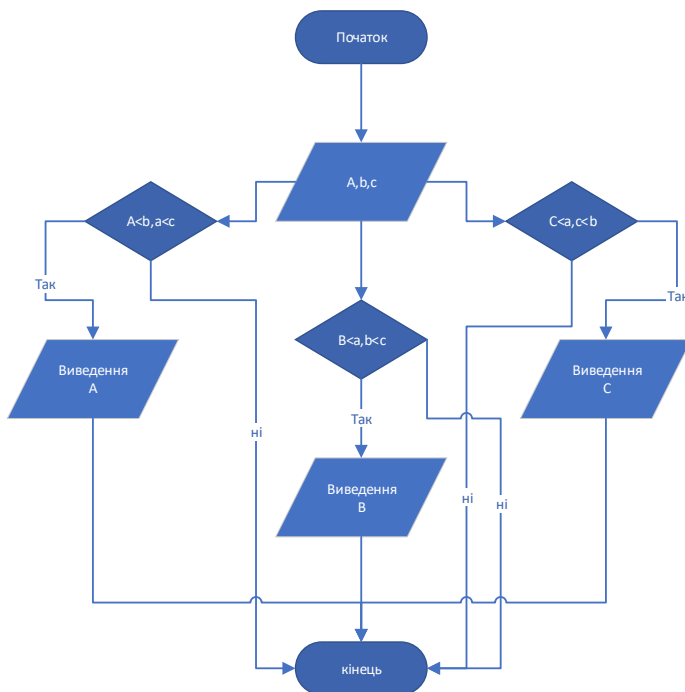 Початок
A,b,c
A<b,a<c
C<a,c<b
Так
Так
B<a,b<c
Виведення
A
Виведення
C
Так
ні
Виведення
B
ні
ні
кінець